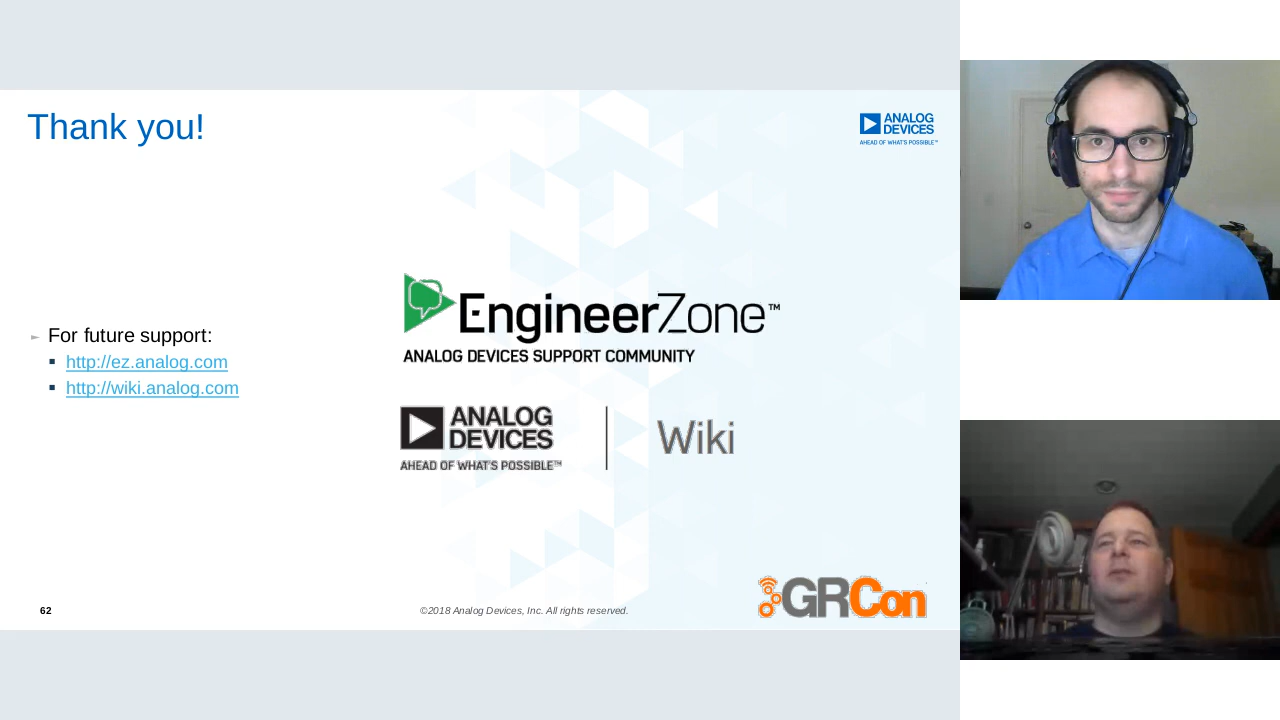 Thank you!
ANALOG
DEVICES
AHEAD OF WHAT'S POSSIBLE™
EngineerZone™
ANALOG DEVICES SUPPORT COMMUNITY
For future support:
http://ez.analog.com
http://wiki.analog.com
ANALOG
DEVICES
AHEAD OF WHAT'S POSSIBLE™
Wiki
62
©2018 Analog Devices, Inc. All rights reserved.
GRCon